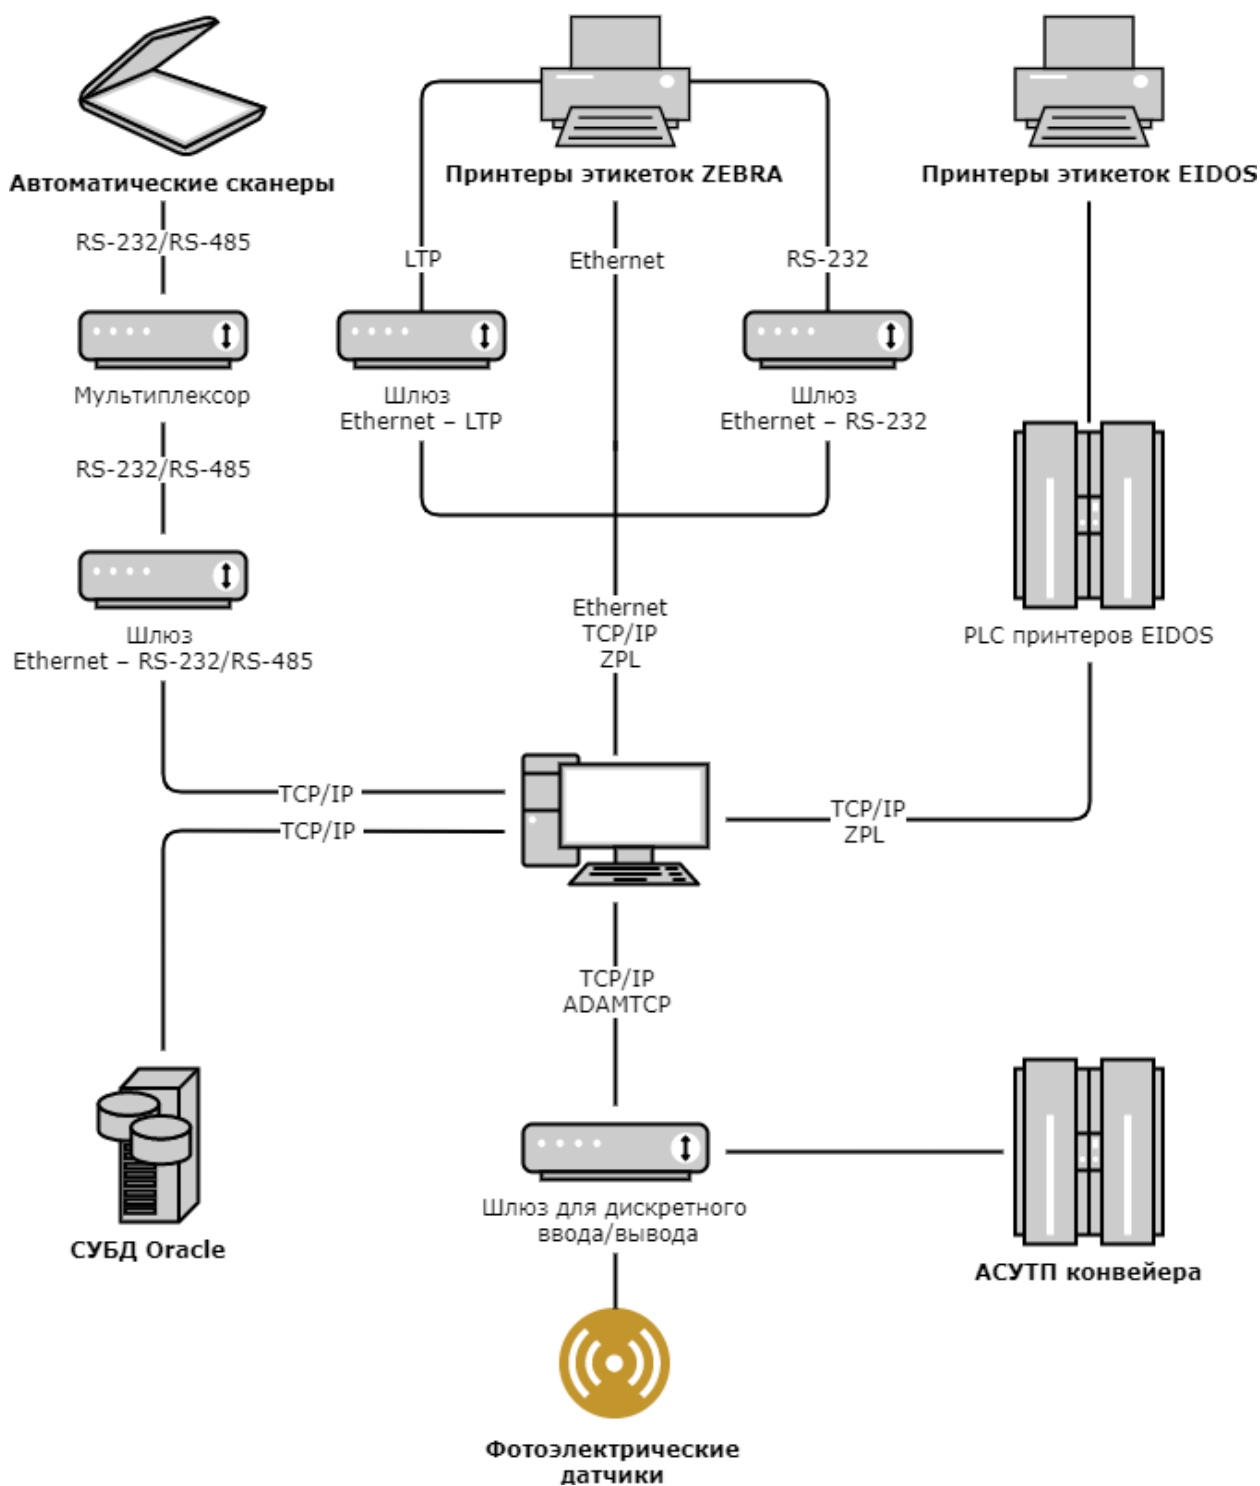 Автоматические сканеры
Принтеры этикеток ZEBRA
Принтеры этикеток EIDOS
RS-232/RS-485
LTP
Ethernet
RS-232
Мультиплексор
Шлюз
Ethernet – LTP
Шлюз
Ethernet – RS-232
RS-232/RS-485
Шлюз
Ethernet – RS-232/RS-485
Ethernet
TCP/IP
ZPL
PLC принтеров EIDOS
TCP/IP
TCP/IP
TCP/IP
ZPL
TCP/IP
ADAMTCP
СУБД Oracle
Шлюз для дискретного
ввода/вывода
АСУТП конвейера
Фотоэлектрические
датчики